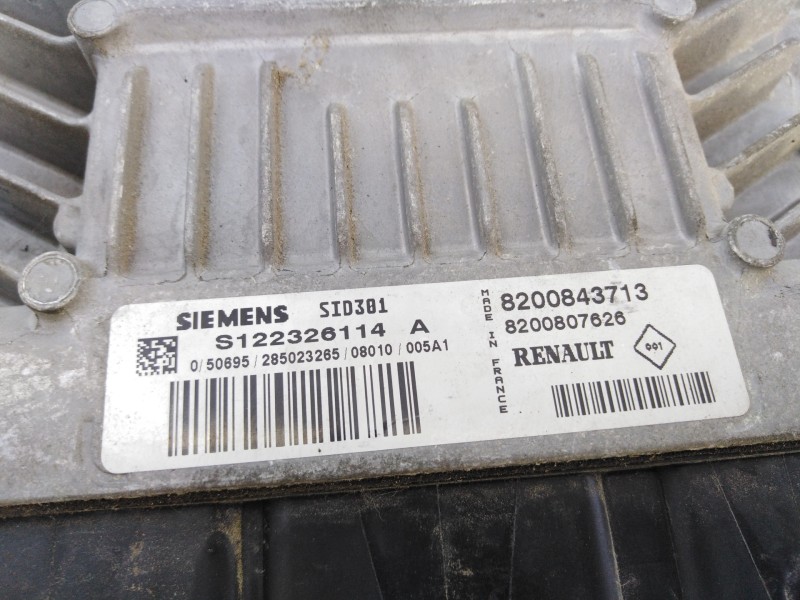 SIEMENS SID301
S122326114 A
0/50695/285023265/08010/005A1
MADE IN FRANCE
8200843713
8200807626
RENAULT
001